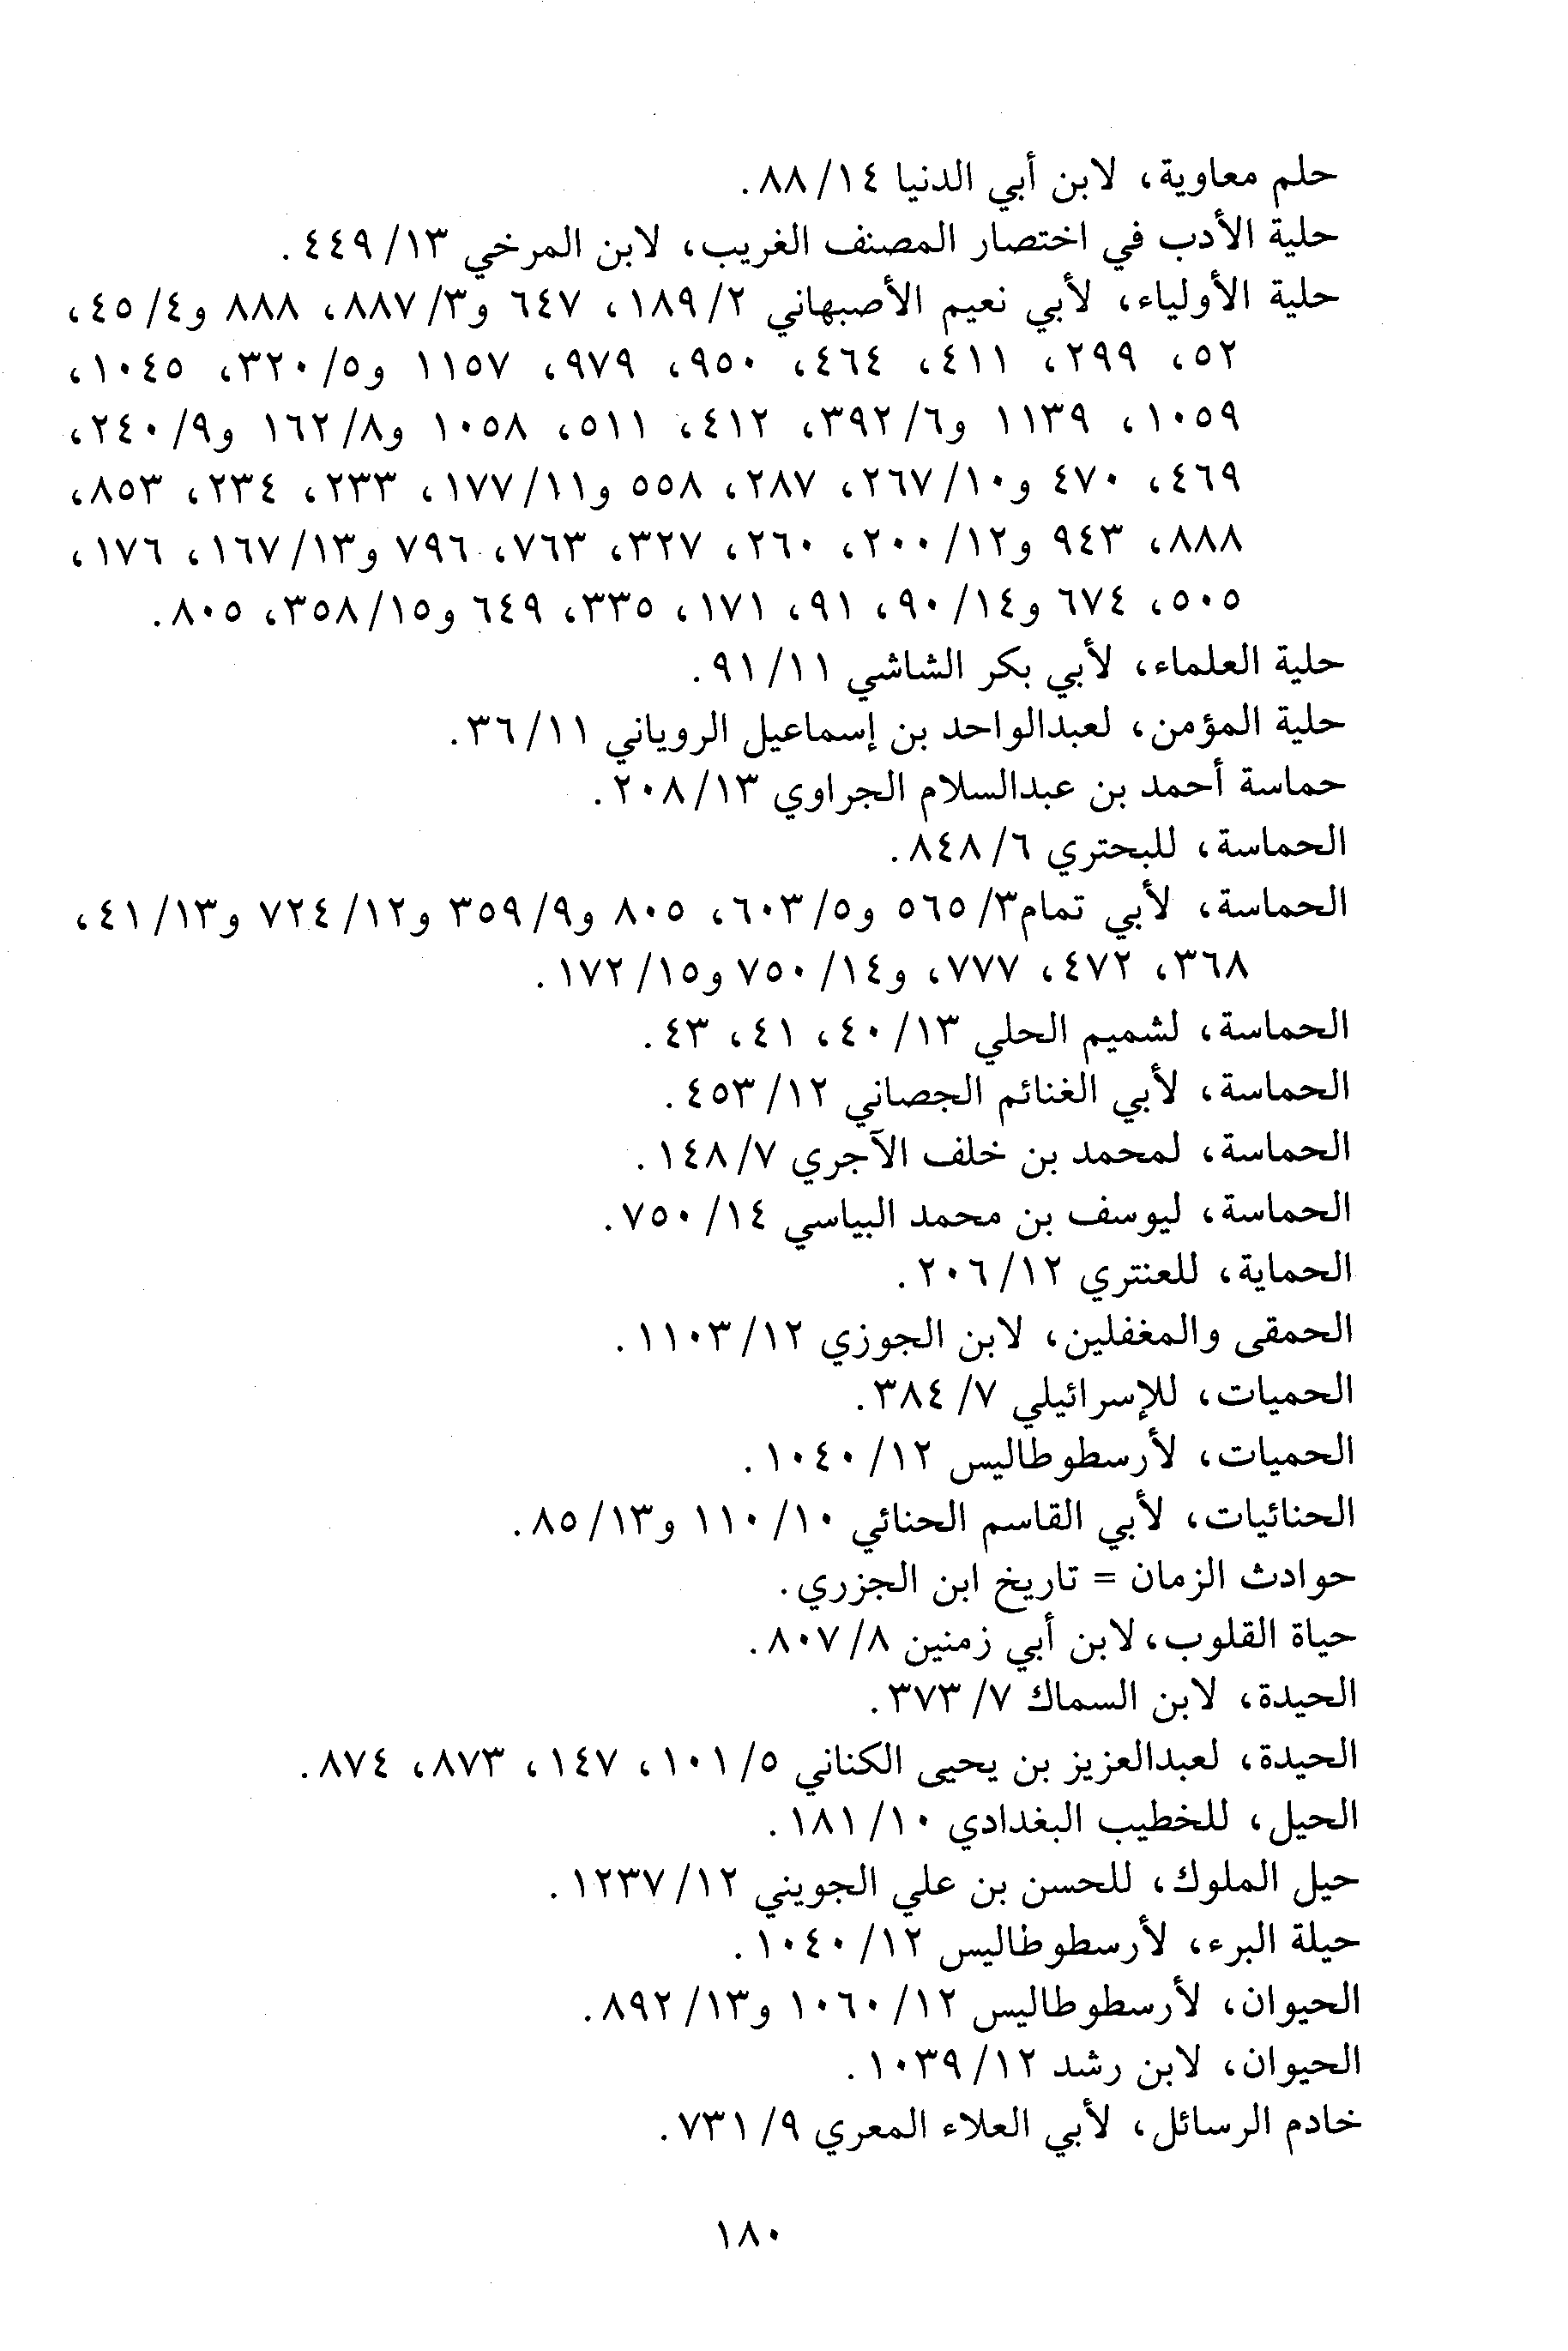 حلم معاوية، لابن أبي الدنيا ١٤/ ٨٨.
حلية الأدب في اختصار المصنف الغريب، لابن المرخي ١٣/ ٤٤٩.
حلية الأولياء، لأبي نعيم الأصبهاني ٢/ ١٨٩، ٦٤٧ و٣/ ٨٨٧، ٨٨٨ و٤/ ٤٥،
٥٢، ٢٩٩، ٤١١، ٤٦٤، ٩٥٠، ٩٧٩، ١١٥٧ و٥/ ٣٢٠، ١٠٤٥،
١٠٥٩، ١١٣٩ و٦/ ٣٩٢، ٤١٢، ٥١١، ١٠٥٨ و٨/ ١٦٢ و٩/ ٢٤٠،
٤٦٩، ٤٧٠ و١٠/ ٢٦٧، ٢٨٧، ٥٥٨ و١١/ ١٧٧، ٢٣٣، ٢٣٤، ٨٥٣،
٨٨٨، ٩٤٣ و١٢/ ٢٠٠، ٢٦٠، ٣٢٧، ٧٦٣، ٧٩٦ و١٣/ ١٦٧، ١٧٦،
٥٠٥، ٦٧٤ و١٤/ ٩٠، ٩١، ١٧١، ٣٣٥، ٦٤٩ و١٥/ ٣٥٨، ٨٠٥.
حلية العلماء، لأبي بكر الشاشي ١١/ ٩١.
حلية المؤمن، لعبدالواحد بن إسماعيل الروياني ١١/ ٣٦.
حماسة أحمد بن عبدالسلام الجراوي ١٣/ ٢٠٨.
الحماسة، للبحتري ٦/ ٨٤٨.
الحماسة، لأبي تمام٣/ ٥٦٥ و٥/ ٦٠٣، ٨٠٥ و٩/ ٣٥٩ و١٢/ ٧٢٤ و١٣/ ٤١،
٣٦٨، ٤٧٢، ٧٧٧، و١٤/ ٧٥٠ و١٥/ ١٧٢.
الحماسة، لشميم الحلي ١٣/ ٤٠، ٤١، ٤٣.
الحماسة، لأبي الغنائم الجصاني ١٢/ ٤٥٣.
الحماسة، لمحمد بن خلف الآجري ٧/ ١٤٨.
الحماسة، ليوسف بن محمد البياسي ١٤/ ٧٥٠.
الحماية، للعنتري ١٢/ ٢٠٦.
الحمقى والمغفلين، لابن الجوزي ١٢/ ١١٠٣.
الحميات، للإسرائيلي ٧/ ٣٨٤.
الحميات، لأرسطوطاليس ١٢/ ١٠٤٠.
الحنائيات، لأبي القاسم الحنائي ١٠/ ١١٠ و١٣/ ٨٥.
حوادث الزمان = تاريخ ابن الجزري.
حياة القلوب، لابن أبي زمنين ٨/ ٨٠٧.
الحيدة، لابن السماك ٧/ ٣٧٣.
الحيدة، لعبدالعزيز بن يحيى الكناني ٥/ ١٠١، ١٤٧، ٨٧٣، ٨٧٤.
الحيل، للخطيب البغدادي ١٠/ ١٨١.
حيل الملوك، للحسن بن علي الجويني ١٢/ ١٢٣٧.
حيلة البرء، لأرسطوطاليس ١٢/ ١٠٤٠.
الحيوان، لأرسطوطاليس ١٢/ ١٠٦٠ و١٣/ ٨٩٢.
الحيوان، لابن رشد ١٢/ ١٠٣٩.
خادم الرسائل، لأبي العلاء المعري ٩/ ٧٣١.
١٨٠